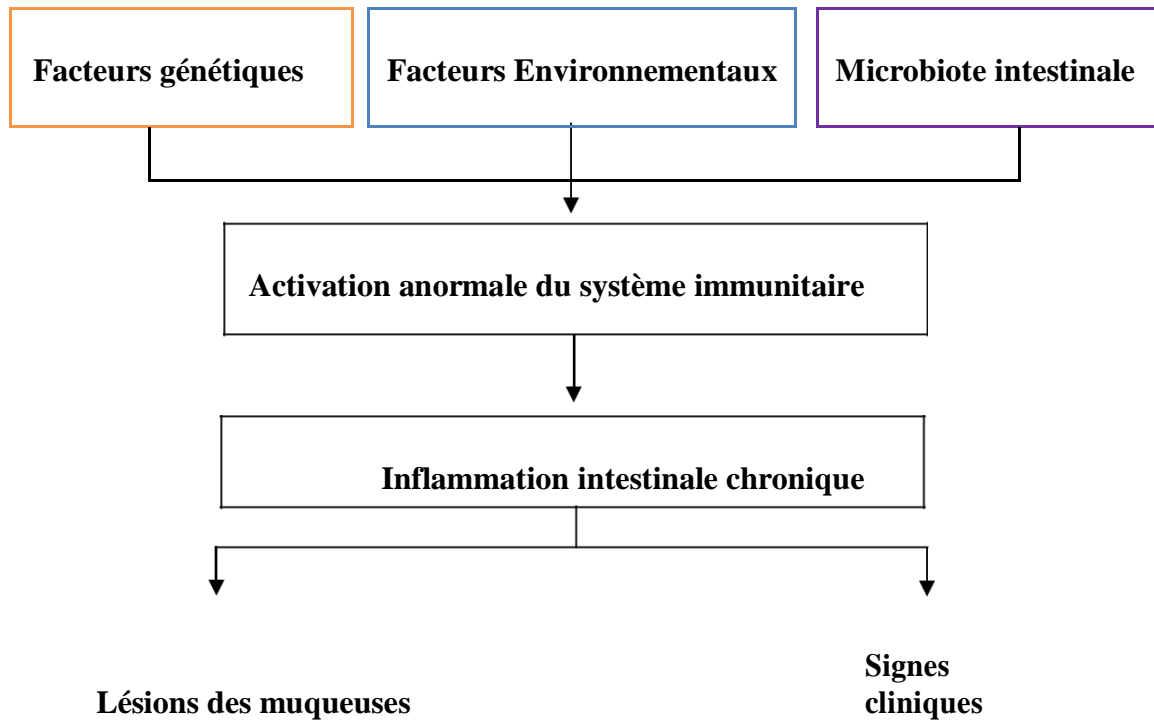 Facteurs génétiques
Facteurs Environnementaux
Microbiote intestinale
Activation anormale du système immunitaire
Inflammation intestinale chronique
Lésions des muqueuses
Signes
cliniques